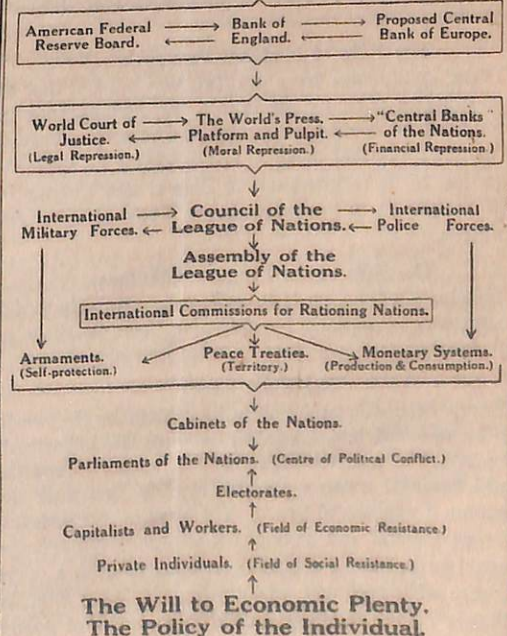 American Federal Reserve Board.
Bank of England.
Proposed Central Bank of Europe.
World Court of Justice.
(Legal Repression.)
The World's Press, Platform and Pulpit.
(Moral Repression.)
"Central Banks" of the Nations.
(Financial Repression.)
International Military Forces.
Council of the League of Nations.
International Police Forces.
Assembly of the
League of Nations.
International Commissions for Rationing Nations.
Armaments.
(Self-protection.)
Peace Treaties.
(Territory.)
Monetary Systems.
(Production & Consumption.)
Cabinets of the Nations.
Parliaments of the Nations. (Centre of Political Conflict.)
Electorates.
Capitalists and Workers. (Field of Economic Resistance.)
Private Individuals. (Field of Social Resistance.)
The Will to Economic Plenty.
The Policy of the Individual.